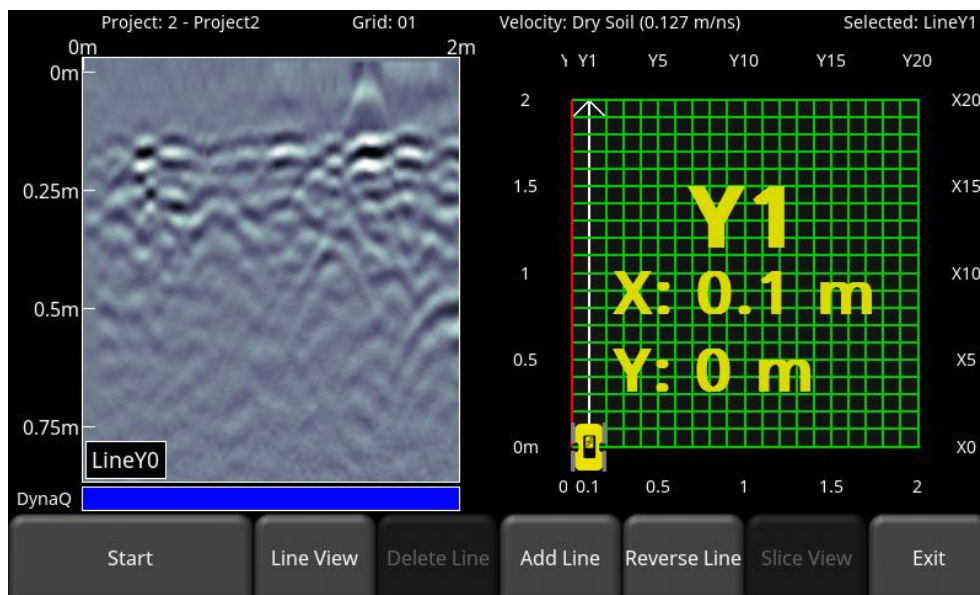 Project: 2 - Project2 Grid: 01 Velocity: Dry Soil (0.127 m/ns) Selected: LineY1
0m 2m
Y1 Y5 Y10 Y15 Y20
0m
0.25m
0.5m
0.75m
LineY0
DynaQ
2 X20
1.5 X15
1 X10
0.5 X5
0m X0
Y1
X: 0.1 m
Y: 0 m
0 0.1 0.5 1 1.5 2
Start Line View Delete Line Add Line Reverse Line Slice View Exit